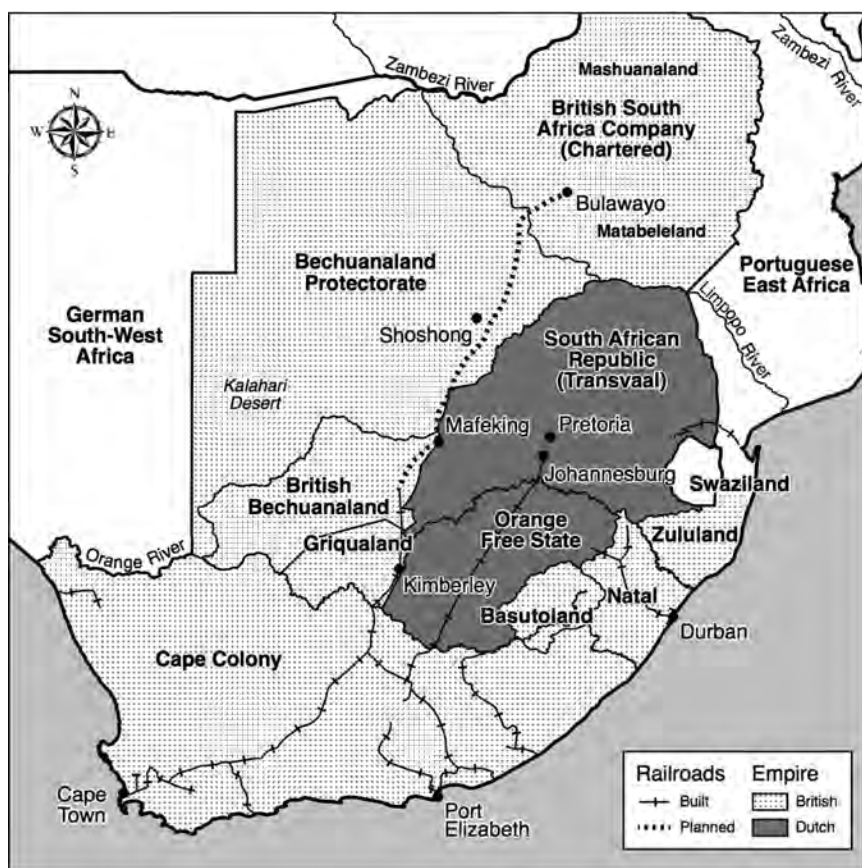 Zambezi River
Zambezi
River
Mashuanaland
British South
Africa Company
(Chartered)
N
W
E
S
Bulawayo
Matabeleland
Bechuanaland
Protectorate
Portuguese
East Africa
German
South-West
Africa
Shoshong
Limpopo
River
South African
Republic
(Transvaal)
Kalahari
Desert
Mafeking
Pretoria
Johannesburg
Swaziland
British
Bechuanaland
Orange
Free State
Zululand
Orange River
Griqualand
Kimberley
Basutoland
Natal
Durban
Cape Colony
Cape
Town
Port
Elizabeth
Railroads
Built
Planned
Empire
British
Dutch